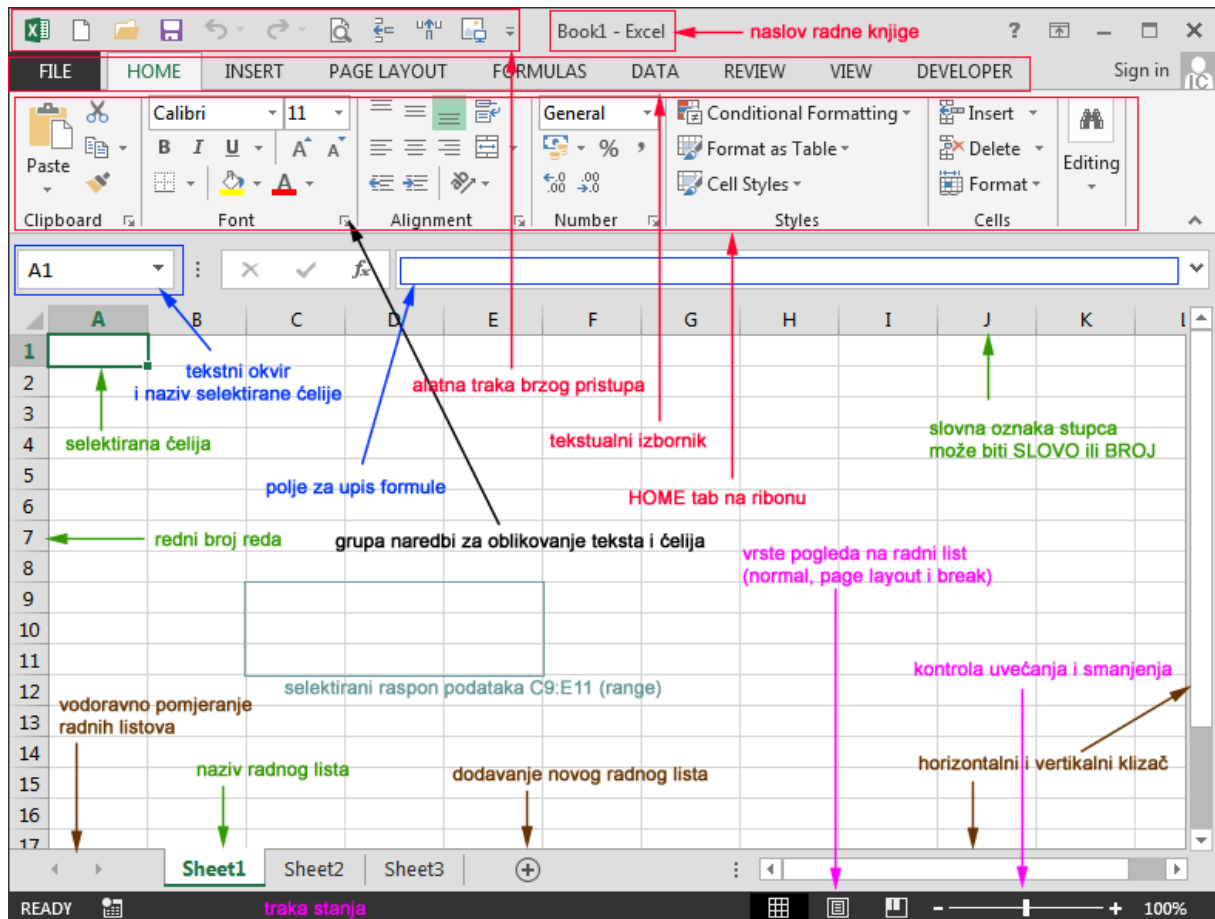 Book1 - Excel
naslov radne knjige
?
FILE HOME INSERT PAGE LAYOUT FORMULAS DATA REVIEW VIEW DEVELOPER Sign in
Calibri 11 General Conditional Formatting Insert
Paste B I U A A % , Format as Table Delete Editing
A .00 .00 Cell Styles Format
Clipboard Font Alignment Number Styles Cells
A1 fx
A B C D E F G H I J K L
1
tekstni okvir
i naziv selektirane ćelije
2
alatna traka brzog pristupa
3
4
selektirana ćelija
tekstualni izbornik
slovna oznaka stupca
može biti SLOVO ili BROJ
5
polje za upis formule
6
HOME tab na ribonu
7
redni broj reda
grupa naredbi za oblikovanje teksta i ćelija
vrste pogleda na radni list
(normal, page layout i break)
8
9
10
11
kontrola uvećanja i smanjenja
12
selektirani raspon podataka C9:E11 (range)
vodoravno pomjeranje
radnih listova
13
14
naziv radnog lista
dodavanje novog radnog lista
horizontalni i vertikalni klizač
15
16
17
Sheet1 Sheet2 Sheet3
READY
traka stanja
100%